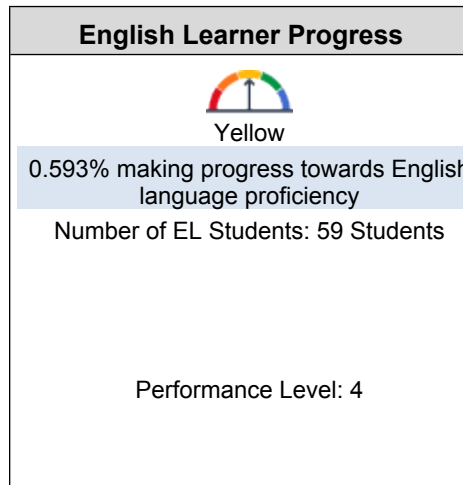 English Learner Progress
Yellow
0.593% making progress towards English
language proficiency
Number of EL Students: 59 Students
Performance Level: 4